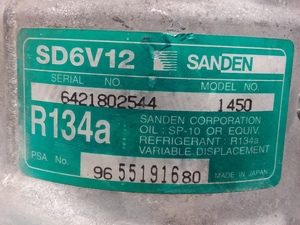 SD6V12 SANDEN
SERIAL NO. MODEL NO.
6421802544 1450
R134a
SANDEN CORPORATION
OIL : SP-10 OR EQUIV.
REFRIGERANT : R134a
VARIABLE DISPLACEMENT
PSA No. 96 55191680 MADE IN JAPAN